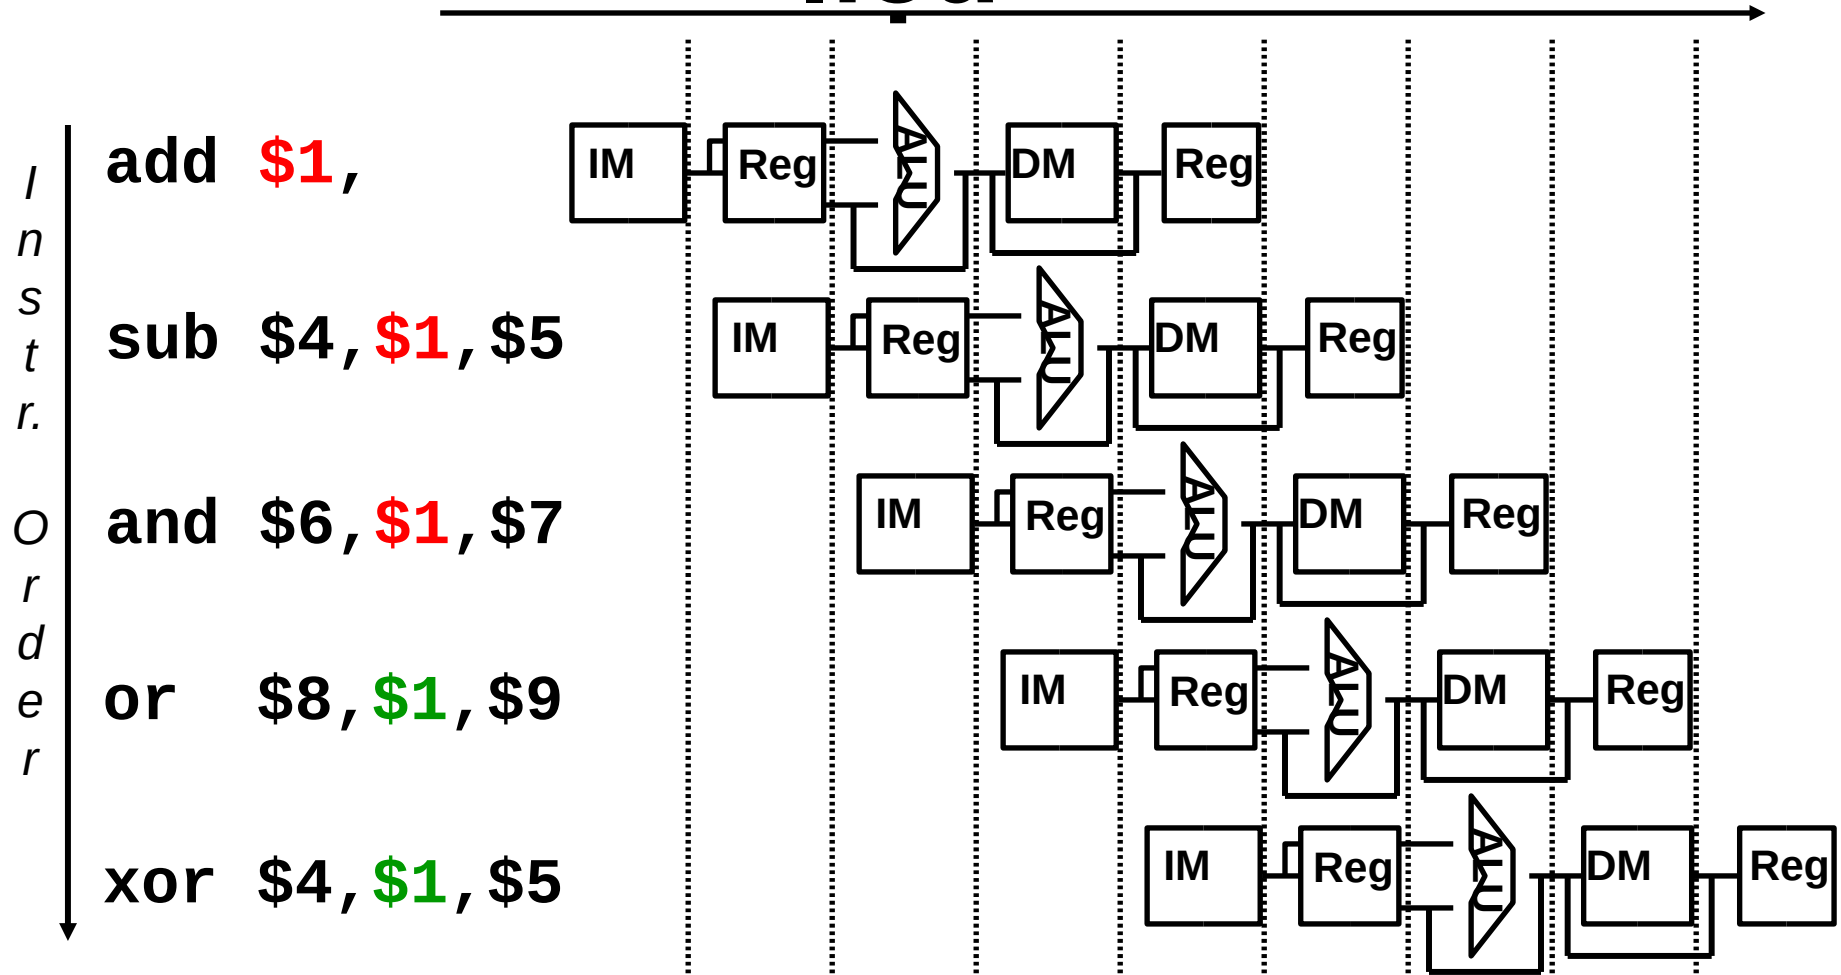 add $1,
IM Reg ALU DM Reg
sub $4,$1,$5
IM Reg ALU DM Reg
and $6,$1,$7
IM Reg ALU DM Reg
or $8,$1,$9
IM Reg ALU DM Reg
xor $4,$1,$5
IM Reg ALU DM Reg
Instr. Order